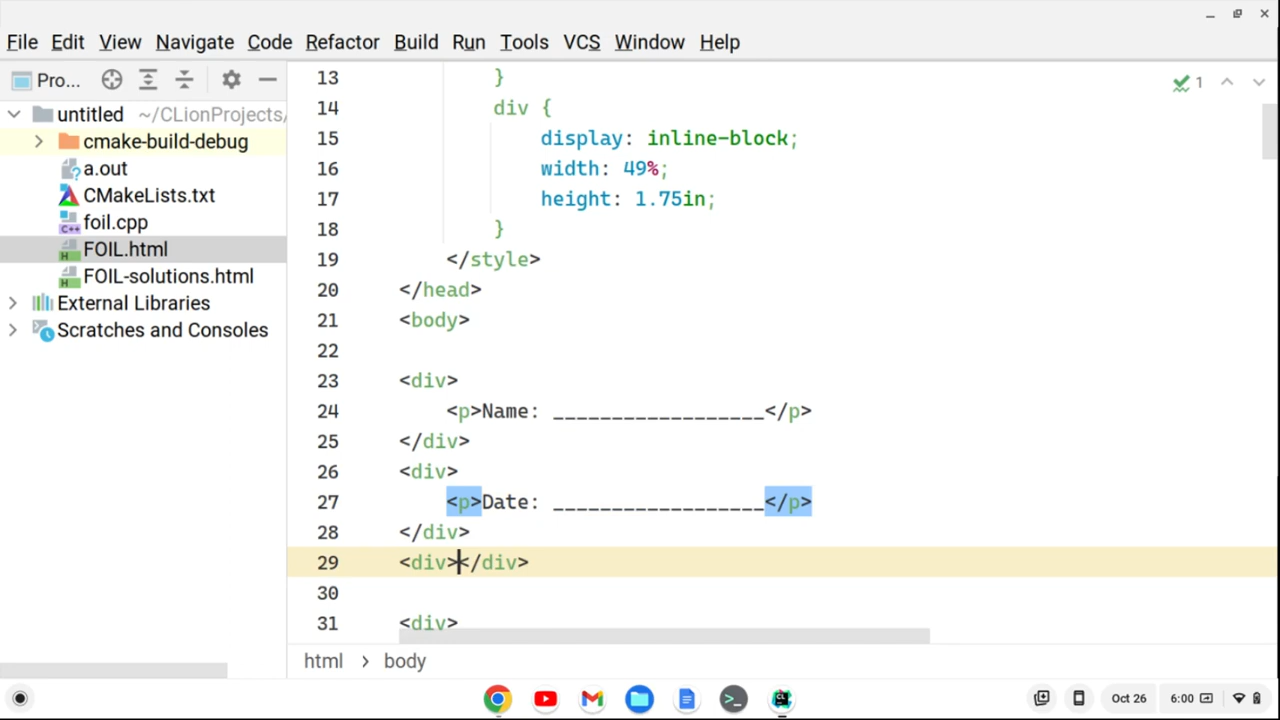 File Edit View Navigate Code Refactor Build Run Tools VCS Window Help
Pro...
untitled ~/CLionProjects/
cmake-build-debug
a.out
CMakeLists.txt
foil.cpp
FOIL.html
FOIL-solutions.html
External Libraries
Scratches and Consoles
13 }
14 div {
15 display: inline-block;
16 width: 49%;
17 height: 1.75in;
18 }
19 </style>
20 </head>
21 <body>
22
23 <div>
24 <p>Name: __________________</p>
25 </div>
26 <div>
27 <p>Date: __________________</p>
28 </div>
29 <div></div>
30
31 <div>
1
html > body
Oct 26 6:00